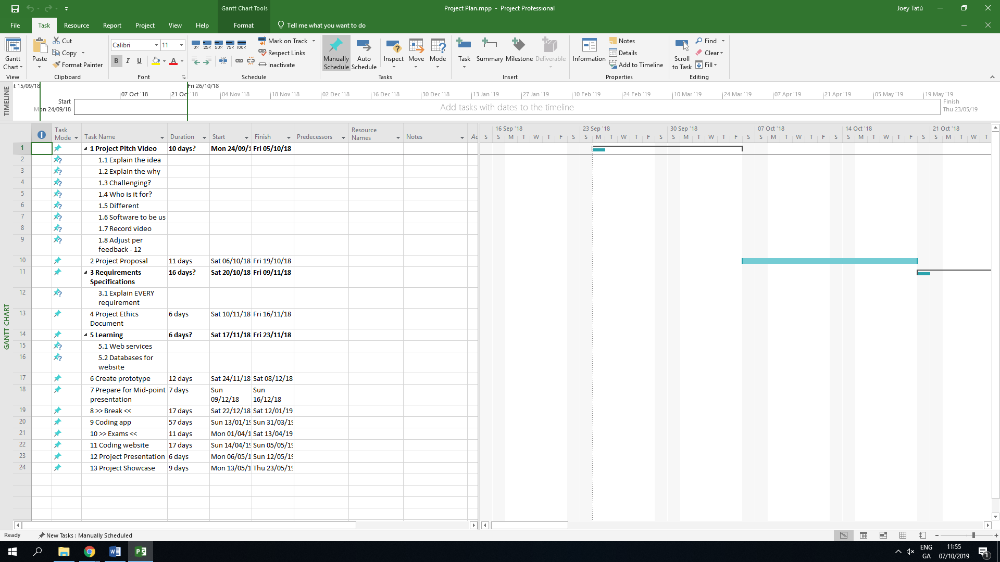 Gantt Chart Tools
Project Plan.mpp - Project Professional
Joey Tatú
File Task Resource Report Project View Help Format Tell me what you want to do
Gantt Chart
View
Paste
Cut
Copy
Format Painter
Clipboard
Calibri 11
B I U A
Font
0% 25% 50% 75% 100%
Mark on Track
Respect Links
Inactivate
Schedule
Manually Schedule
Auto Schedule
Inspect
Move
Mode
Tasks
Task
Summary
Milestone
Deliverable
Insert
Information
Notes
Details
Add to Timeline
Properties
Scroll to Task
Find
Clear
Fill
Editing
TIMELINE
t 15/09/18
Fri 26/10/18
07 Oct '18 21 Oct '18 04 Nov '18 18 Nov '18 02 Dec '18 16 Dec '18 30 Dec '18 13 Jan '19 27 Jan '19 10 Feb '19 24 Feb '19 10 Mar '19 24 Mar '19 07 Apr '19 21 Apr '19 05 May '19 19 May '19
Start
Mon 24/09/18
Add tasks with dates to the timeline
Finish
Thu 23/05/19
GANTT CHART
Task Mode Task Name Duration Start Finish Predecessors Resource Names Notes Ac
1 1 Project Pitch Video 10 days? Mon 24/09/1 Fri 05/10/18
2 1.1 Explain the idea
3 1.2 Explain the why
4 1.3 Challenging?
5 1.4 Who is it for?
6 1.5 Different
7 1.6 Software to be us
8 1.7 Record video
9 1.8 Adjust per
feedback - 12
10 2 Project Proposal 11 days Sat 06/10/18 Fri 19/10/18
11 3 Requirements 16 days? Sat 20/10/18 Fri 09/11/18
Specifications
12 3.1 Explain EVERY
requirement
13 4 Project Ethics 6 days Sat 10/11/18 Fri 16/11/18
Document
14 5 Learning 6 days? Sat 17/11/18 Fri 23/11/18
15 5.1 Web services
16 5.2 Databases for
website
17 6 Create prototype 12 days Sat 24/11/18 Sat 08/12/18
18 7 Prepare for Mid-point 7 days Sun Sun
presentation 09/12/18 16/12/18
19 8 >> Break << 17 days Sat 22/12/18 Sat 12/01/19
20 9 Coding app 57 days Sun 13/01/19 Sun 31/03/19
21 10 >> Exams << 11 days Mon 01/04/1 Sat 13/04/19
22 11 Coding website 17 days Sun 14/04/19 Sun 05/05/19
23 12 Project Presentation 6 days Mon 06/05/1 Sun 12/05/19
24 13 Project Showcase 9 days Mon 13/05/1 Thu 23/05/19
16 Sep '18 23 Sep '18 30 Sep '18 07 Oct '18 14 Oct '18 21 Oct '18
S S M T W T F S S M T W T F S S M T W T F S S M T W T F S S M T W T F S S M T W T
Ready
New Tasks : Manually Scheduled
ENG
GA
11:55
07/10/2019
1